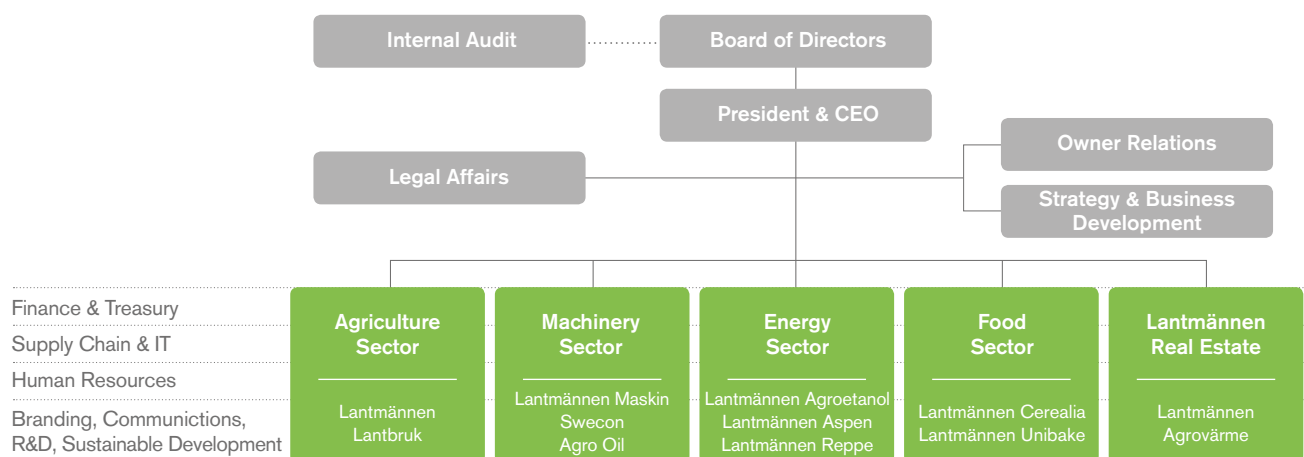 Internal Audit
Board of Directors
President & CEO
Legal Affairs
Owner Relations
Strategy & Business
Development
Finance & Treasury
Supply Chain & IT
Human Resources
Branding, Communictions,
R&D, Sustainable Development
Agriculture
Sector
Lantmännen
Lantbruk
Machinery
Sector
Lantmännen Maskin
Swecon
Agro Oil
Energy
Sector
Lantmännen Agroetanol
Lantmännen Aspen
Lantmännen Reppe
Food
Sector
Lantmännen Cerealia
Lantmännen Unibake
Lantmännen
Real Estate
Lantmännen
Agrovärme